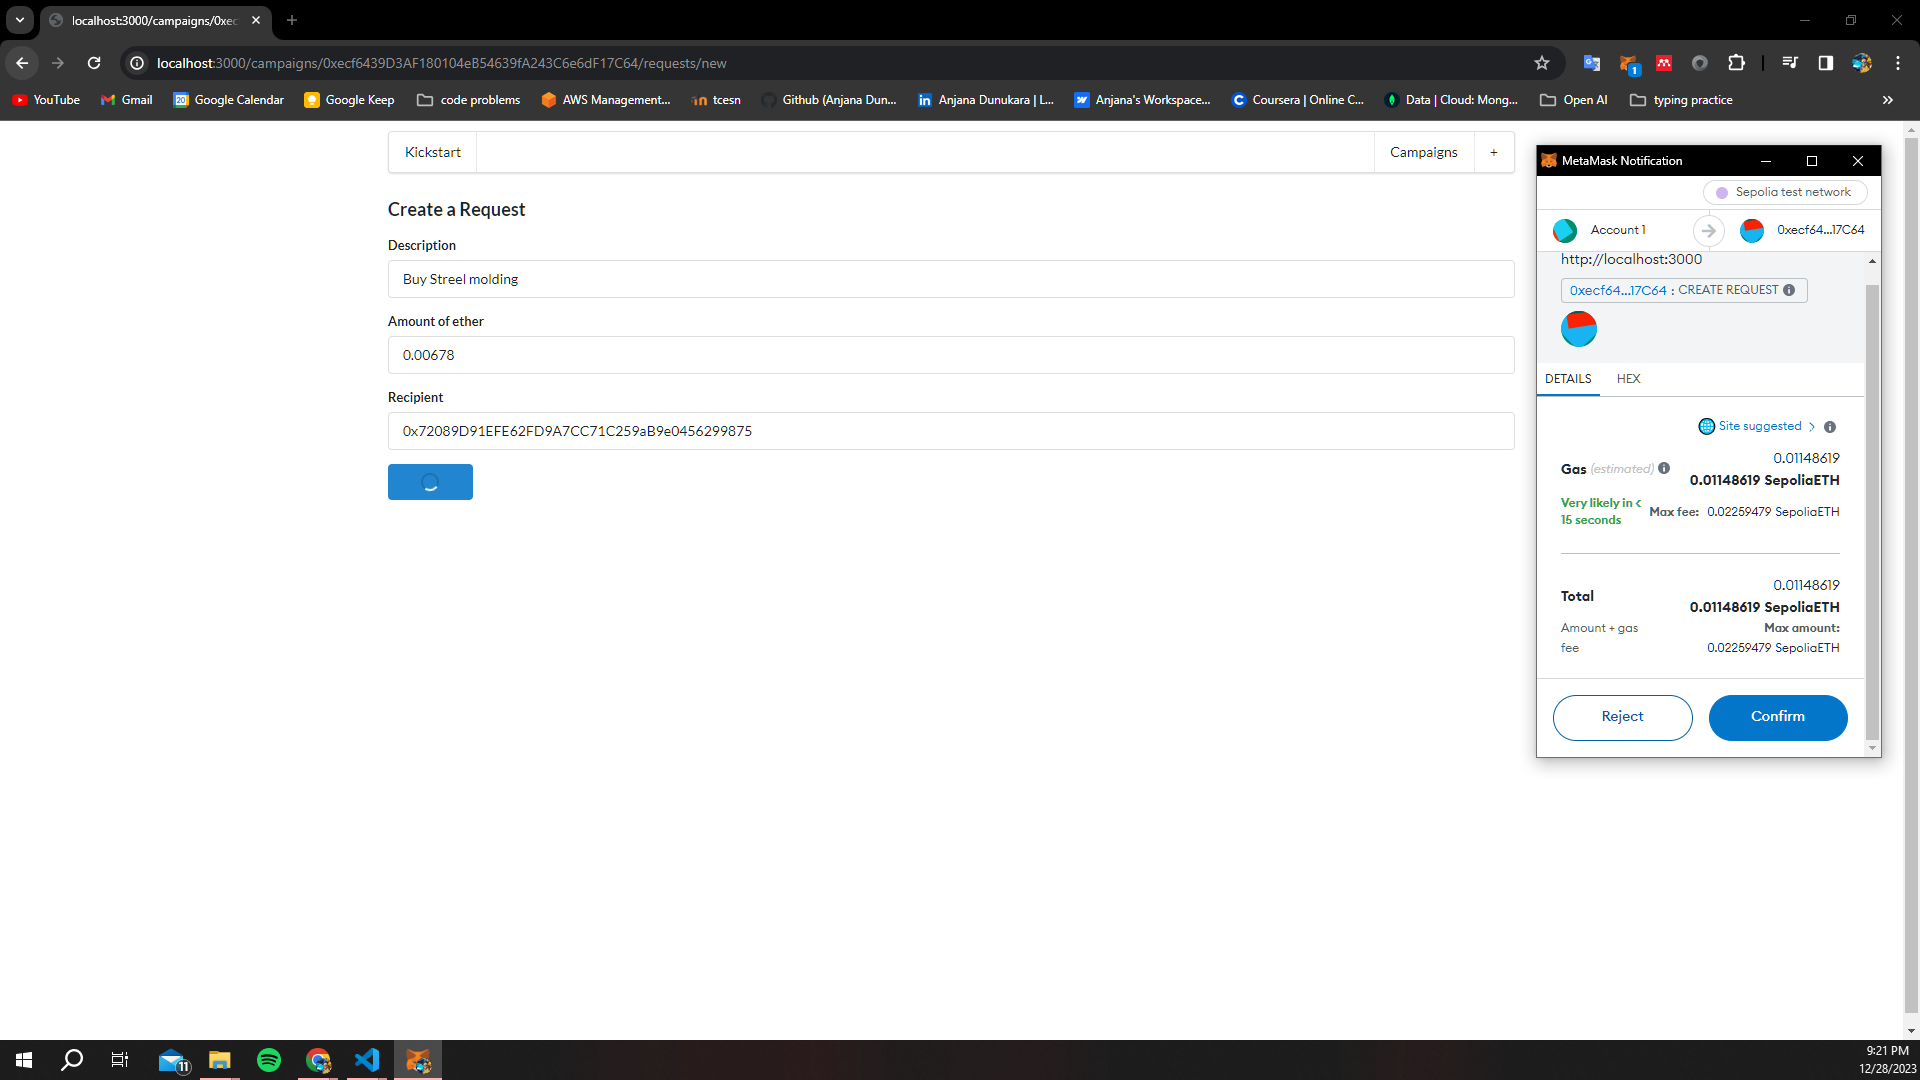 localhost:3000/campaigns/0xec
localhost:3000/campaigns/0xecf6439D3AF180104eB54639fA243C6e6dF17C64/requests/new
1
YouTube
Gmail
20
Google Calendar
Google Keep
code problems
AWS Management...
tcesn
Github (Anjana Dun...
Anjana Dunukara | L...
Anjana's Workspace...
Coursera | Online C...
Data | Cloud: Mong...
Open AI
typing practice
Kickstart
Campaigns
+
Create a Request
Description
Buy Streel molding
Amount of ether
0.00678
Recipient
0x72089D91EFE62FD9A7CC71C259aB9e0456299875
MetaMask Notification
Sepolia test network
Account 1
0xecf64...17C64
http://localhost:3000
0xecf64...17C64 : CREATE REQUEST
DETAILS
HEX
Site suggested
Gas (estimated)
0.01148619
0.01148619 SepoliaETH
Very likely in <
15 seconds
Max fee: 0.02259479 SepoliaETH
Total
0.01148619
0.01148619 SepoliaETH
Amount + gas
fee
Max amount:
0.02259479 SepoliaETH
Reject
Confirm
11
9:21 PM
12/28/2023